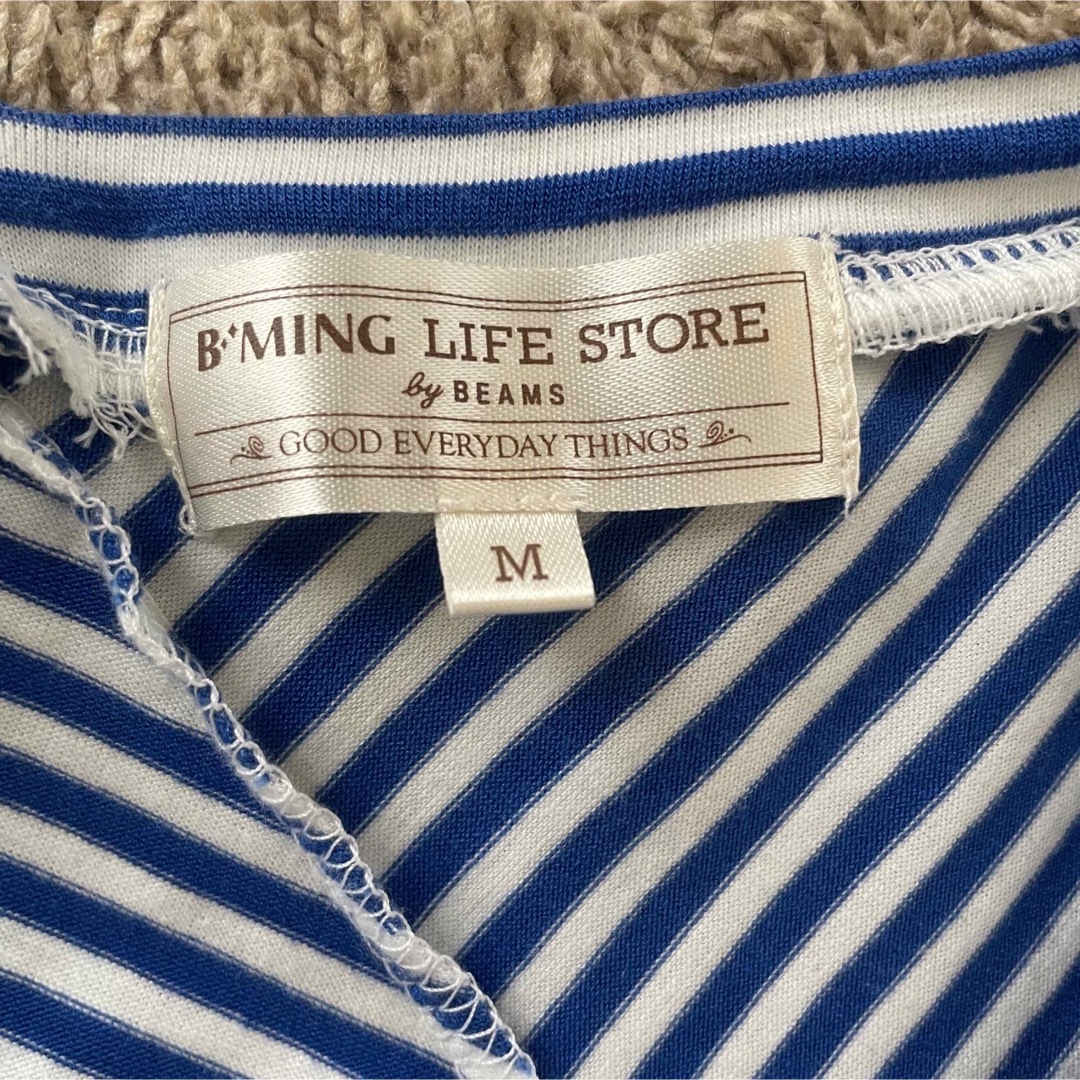 B:MING LIFE STORE
by BEAMS
GOOD EVERYDAY THINGS
M